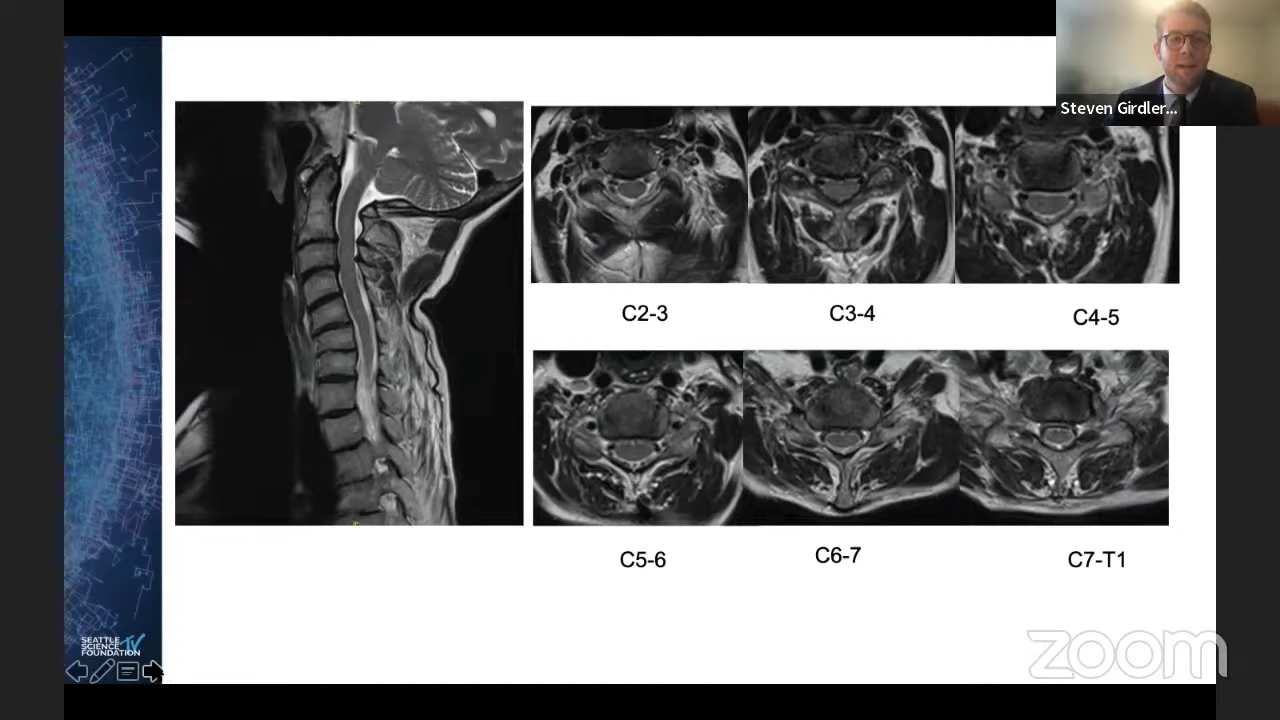 Steven Girdler...
C2-3
C3-4
C4-5
C5-6
C6-7
C7-T1
SEATTLE
SCIENCE
FOUNDATION
TV
zoom